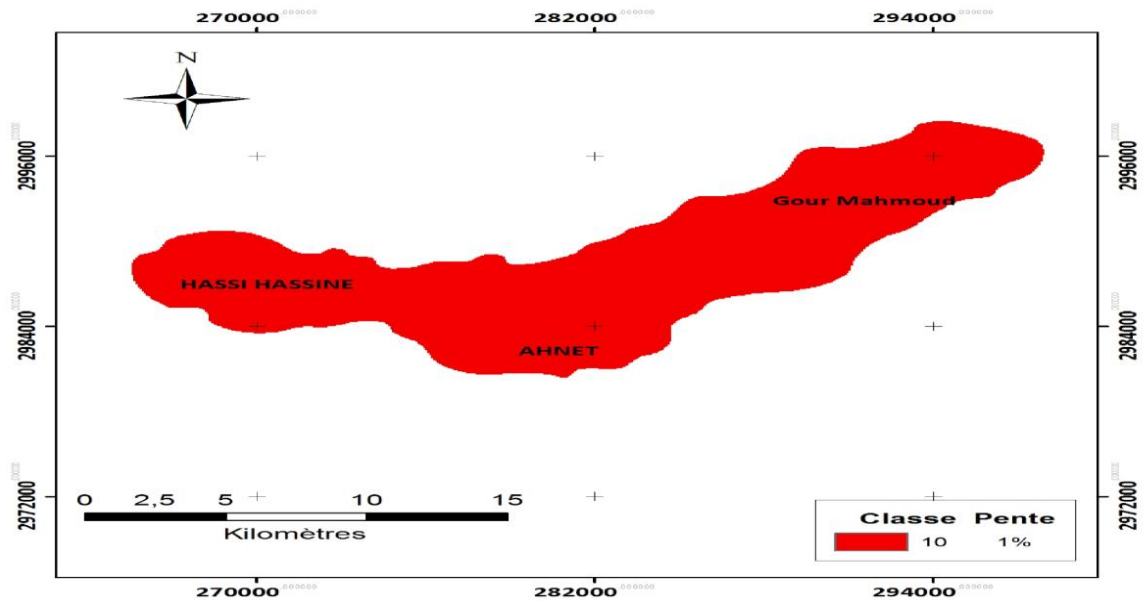 270000 282000 294000
N
2996000 2996000
Gour Mahmoud
HASSI HASSINE
2984000 2984000
AHNET
2972000 2972000
0 2,5 5 10 15
Kilomètres
Classe Pente
10 1%
270000 282000 294000